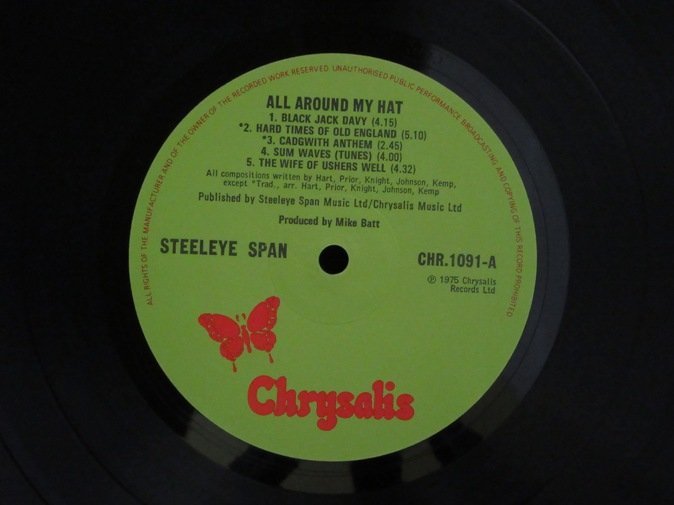 ALL RIGHTS OF THE MANUFACTURER AND OF THE OWNER OF THE RECORDED WORK RESERVED. UNAUTHORISED PUBLIC PERFORMANCE BROADCASTING AND COPYING OF THIS RECORD PROHIBITED
ALL AROUND MY HAT
1. BLACK JACK DAVY (4.15)
*2. HARD TIMES OF OLD ENGLAND (5.10)
*3. CADGWITH ANTHEM (2.45)
4. SUM WAVES (TUNES) (4.00)
5. THE WIFE OF USHERS WELL (4.32)
All compositions written by Hart, Prior, Knight, Johnson, Kemp,
except *Trad., arr. Hart, Prior, Knight, Johnson, Kemp
Published by Steeleye Span Music Ltd/Chrysalis Music Ltd
Produced by Mike Batt
STEELEYE SPAN
CHR.1091-A
℗ 1975 Chrysalis
Records Ltd
Chrysalis